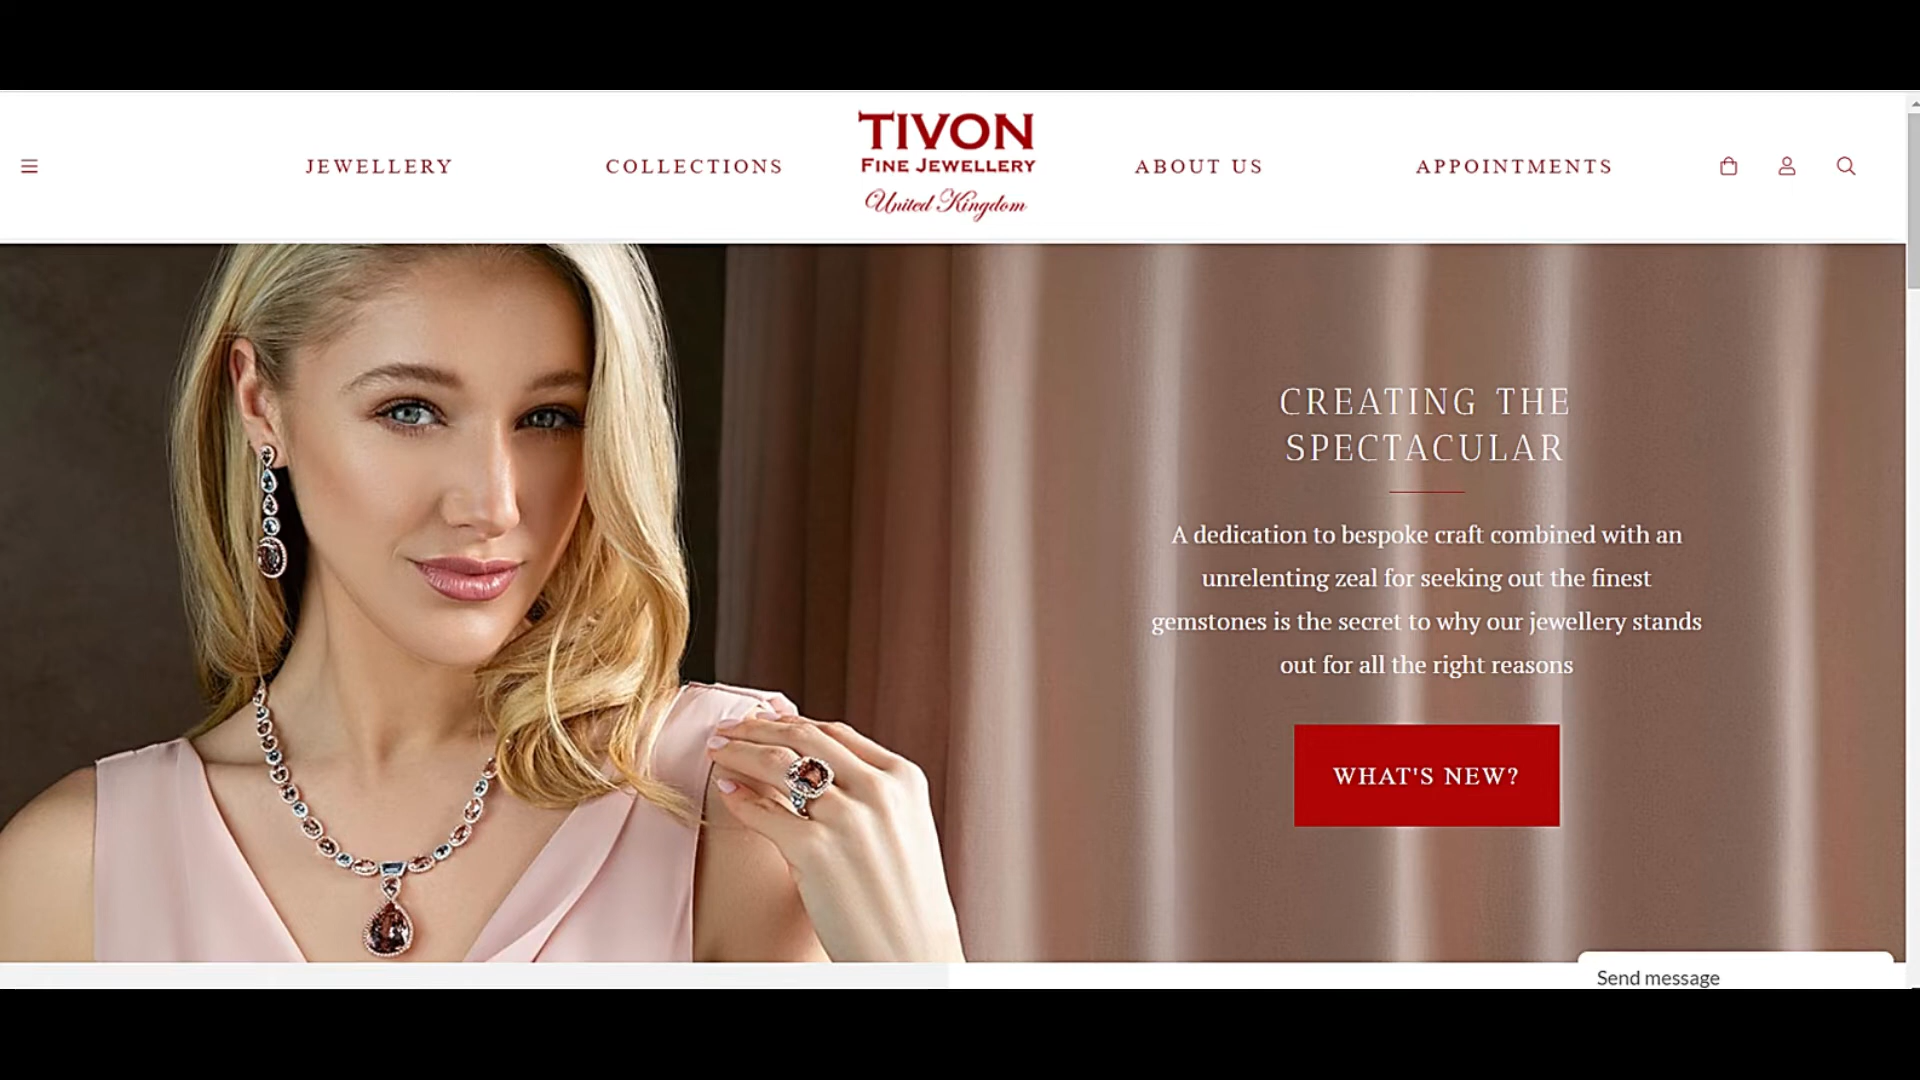 JEWELLERY
COLLECTIONS
TIVON
FINE JEWELLERY
United Kingdom
ABOUT US
APPOINTMENTS
CREATING THE
SPECTACULAR
A dedication to bespoke craft combined with an
unrelenting zeal for seeking out the finest
gemstones is the secret to why our jewellery stands
out for all the right reasons
WHAT'S NEW?
Send message